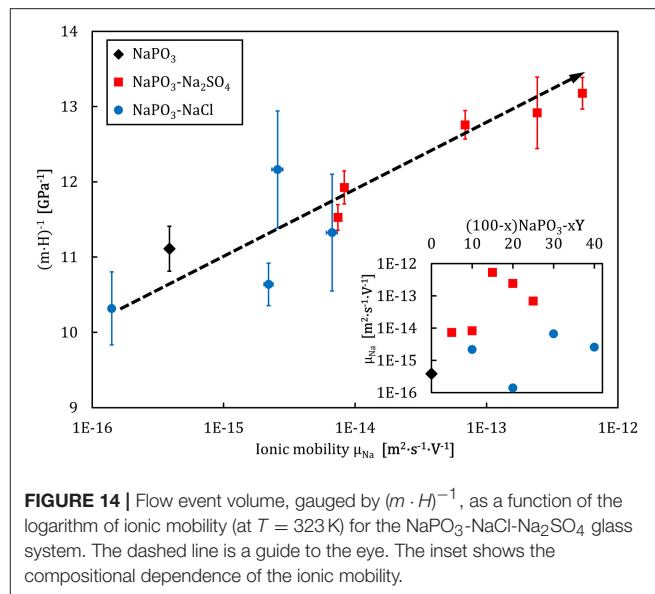 14
13
12
11
10
9
(m·H)⁻¹ [GPa⁻¹]
NaPO₃
NaPO₃-Na₂SO₄
NaPO₃-NaCl
(100-x)NaPO₃-xY
0 10 20 30 40
1E-12
1E-13
1E-14
1E-15
1E-16
μNa [m²·s⁻¹·V⁻¹]
1E-16 1E-15 1E-14 1E-13 1E-12
Ionic mobility μNa [m²·s⁻¹·V⁻¹]
FIGURE 14 | Flow event volume, gauged by (m · H)⁻¹, as a function of the
logarithm of ionic mobility (at T = 323 K) for the NaPO3-NaCl-Na2SO4 glass
system. The dashed line is a guide to the eye. The inset shows the
compositional dependence of the ionic mobility.